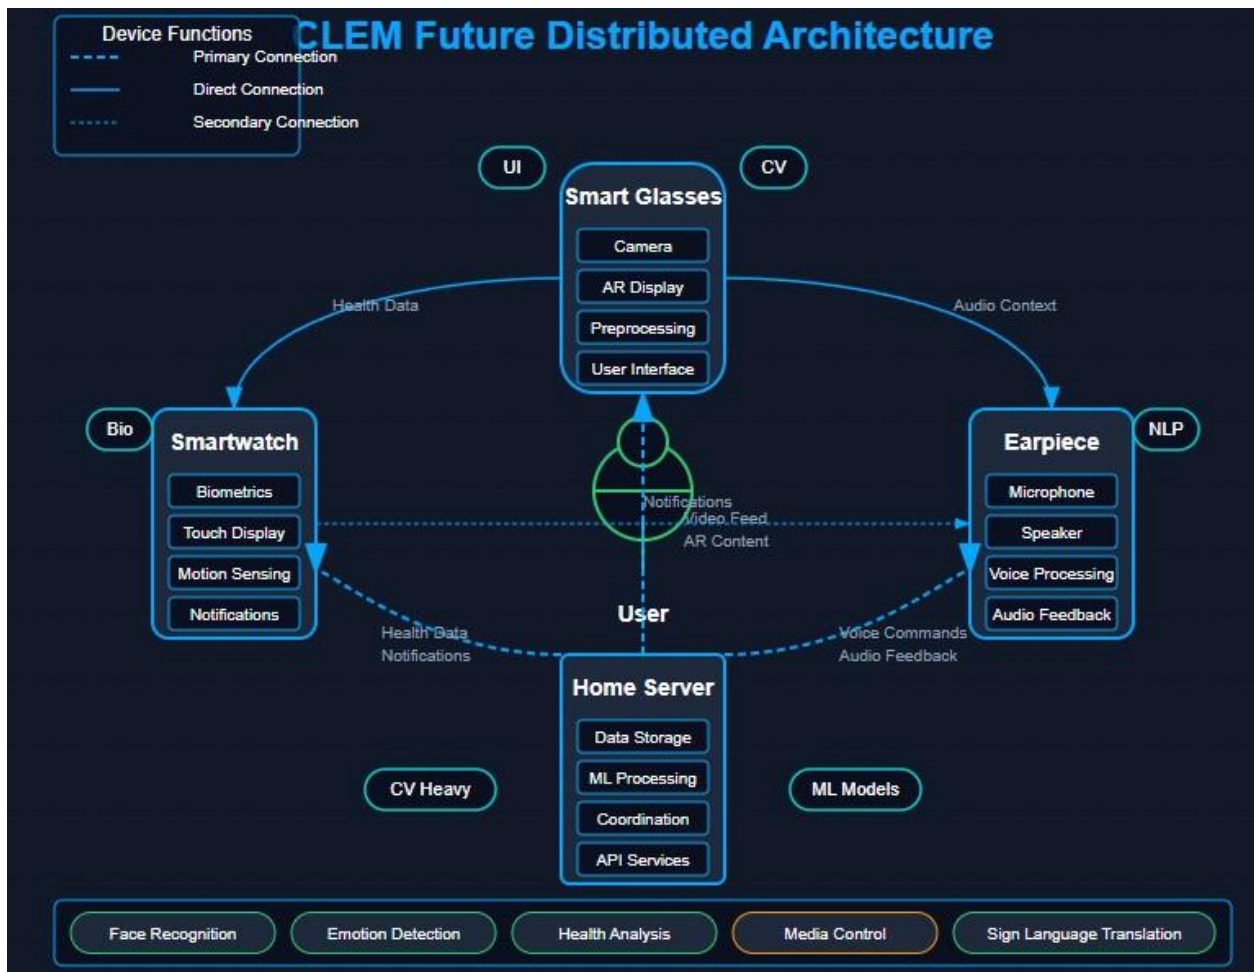 CLEM Future Distributed Architecture
Device Functions
Primary Connection
Direct Connection
Secondary Connection
UI
CV
Smart Glasses
Camera
AR Display
Preprocessing
User Interface
Health Data
Audio Context
Bio
Smartwatch
Biometrics
Touch Display
Motion Sensing
Notifications
Earpiece
NLP
Microphone
Speaker
Voice Processing
Audio Feedback
Notifications
Video Feed
AR Content
User
Health Data
Notifications
Voice Commands
Audio Feedback
Home Server
Data Storage
ML Processing
Coordination
API Services
CV Heavy
ML Models
Face Recognition
Emotion Detection
Health Analysis
Media Control
Sign Language Translation